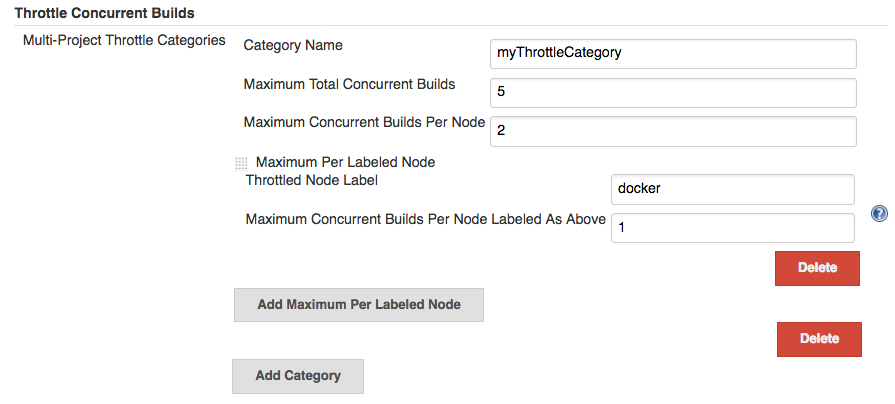 Throttle Concurrent Builds
Multi-Project Throttle Categories
Category Name
myThrottleCategory
Maximum Total Concurrent Builds
5
Maximum Concurrent Builds Per Node
2
Maximum Per Labeled Node
Throttled Node Label
docker
Maximum Concurrent Builds Per Node Labeled As Above
1
?
Delete
Add Maximum Per Labeled Node
Delete
Add Category